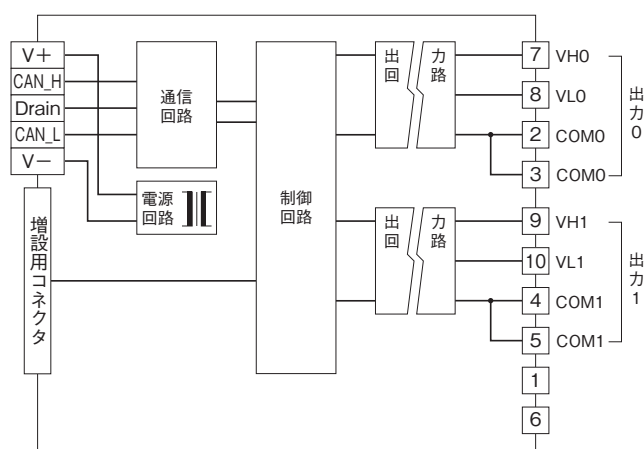 V+
CAN_H
Drain
CAN_L
V−
増設用コネクタ
通信
回路
電源
回路
制御
回路
出力
回路
出力
回路
7 VH0
8 VL0
2 COM0
3 COM0
出力0
9 VH1
10 VL1
4 COM1
5 COM1
出力1
1
6